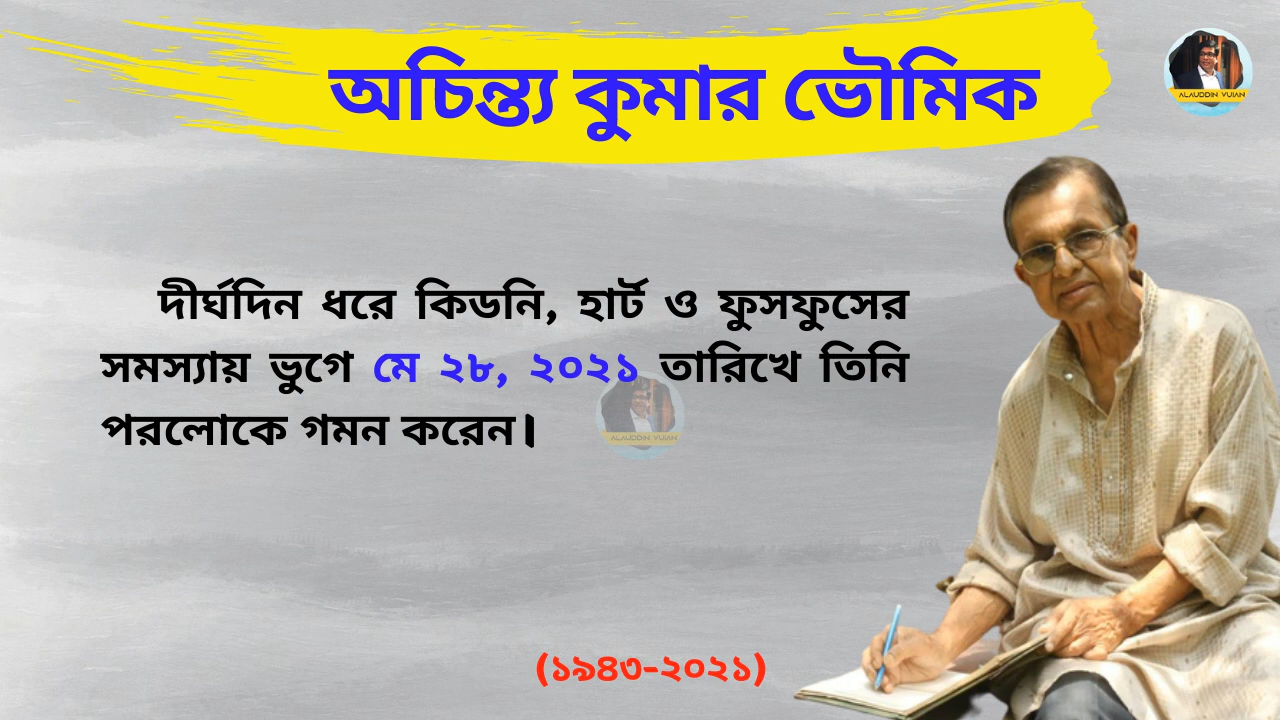 অচিন্ত্য কুমার ভৌমিক
ALAUDDIN VUIAN
দীর্ঘদিন ধরে কিডনি, হার্ট ও ফুসফুসের
সমস্যায় ভুগে মে ২৮, ২০২১ তারিখে তিনি
পরলোকে গমন করেন।
ALAUDDIN VUIAN
(১৯৪৩-২০২১)